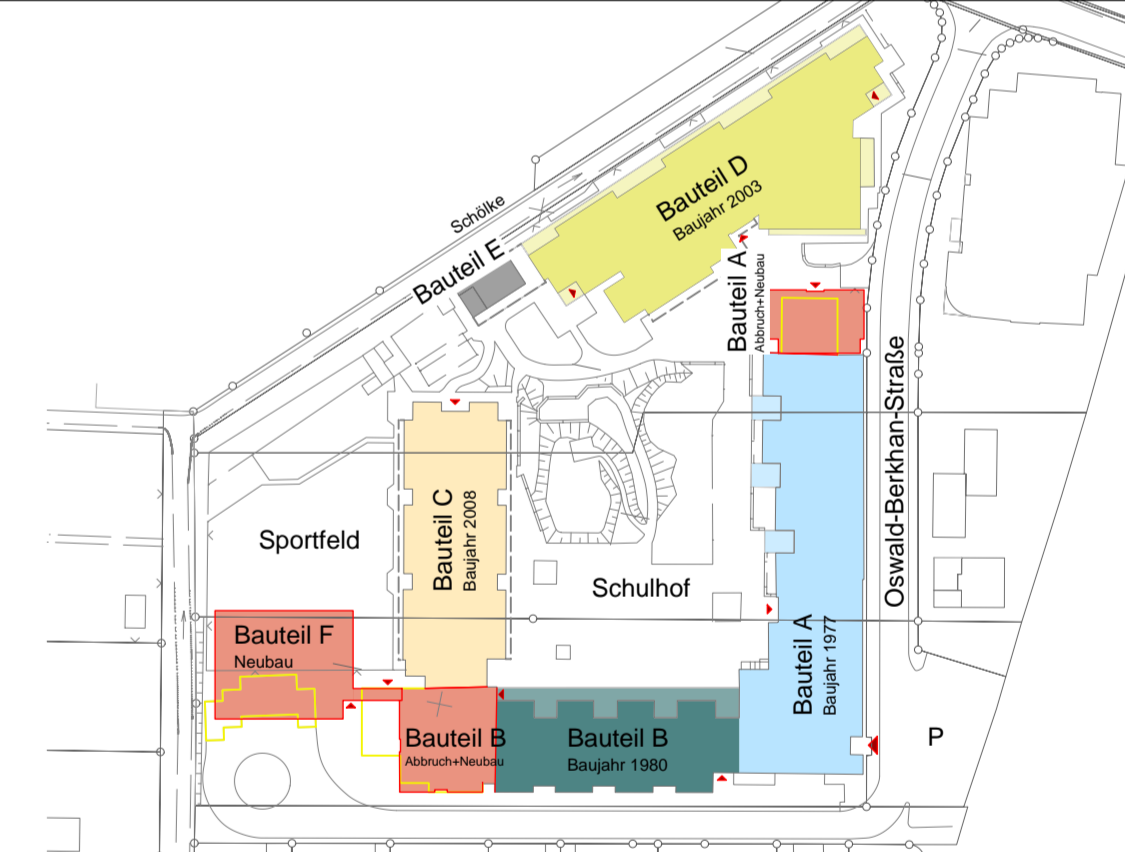 Schölke
Bauteil D
Baujahr 2003
Bauteil E
Bauteil A
Abbruch+Neubau
Oswald-Berkhan-Straße
Bauteil C
Baujahr 2008
Sportfeld
Schulhof
Bauteil A
Baujahr 1977
Bauteil F
Neubau
Bauteil B
Abbruch+Neubau
Bauteil B
Baujahr 1980
P